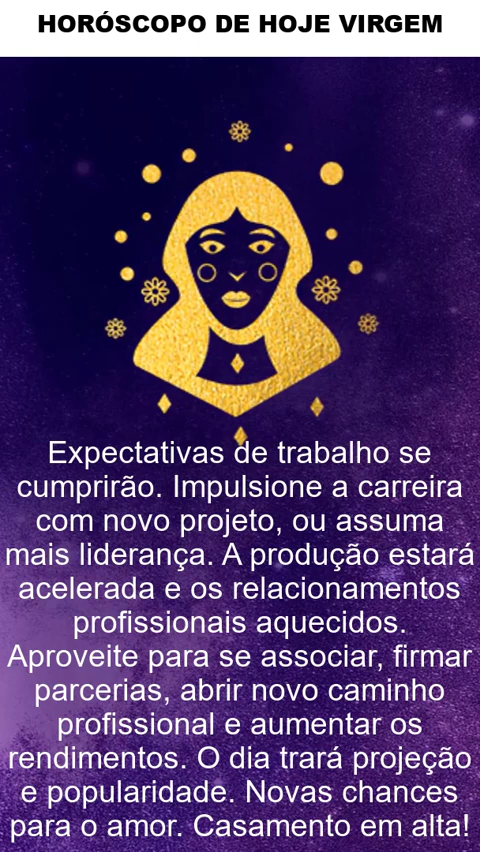 HORÓSCOPO DE HOJE VIRGEM
Expectativas de trabalho se
cumprirão. Impulsione a carreira
com novo projeto, ou assuma
mais liderança. A produção estará
acelerada e os relacionamentos
profissionais aquecidos.
Aproveite para se associar, firmar
parcerias, abrir novo caminho
profissional e aumentar os
rendimentos. O dia trará projeção
e popularidade. Novas chances
para o amor. Casamento em alta!